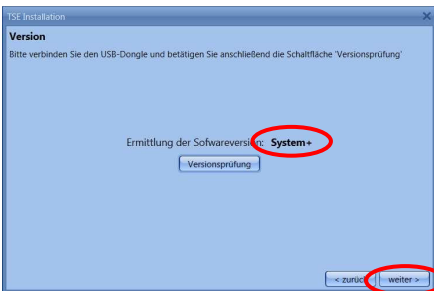 TSE Installation
Version
Bitte verbinden Sie den USB-Dongle und betätigen Sie anschließend die Schaltfläche 'Versionsprüfung'
Ermittlung der Sofwareversion: System+
Versionsprüfung
< zurück weiter >